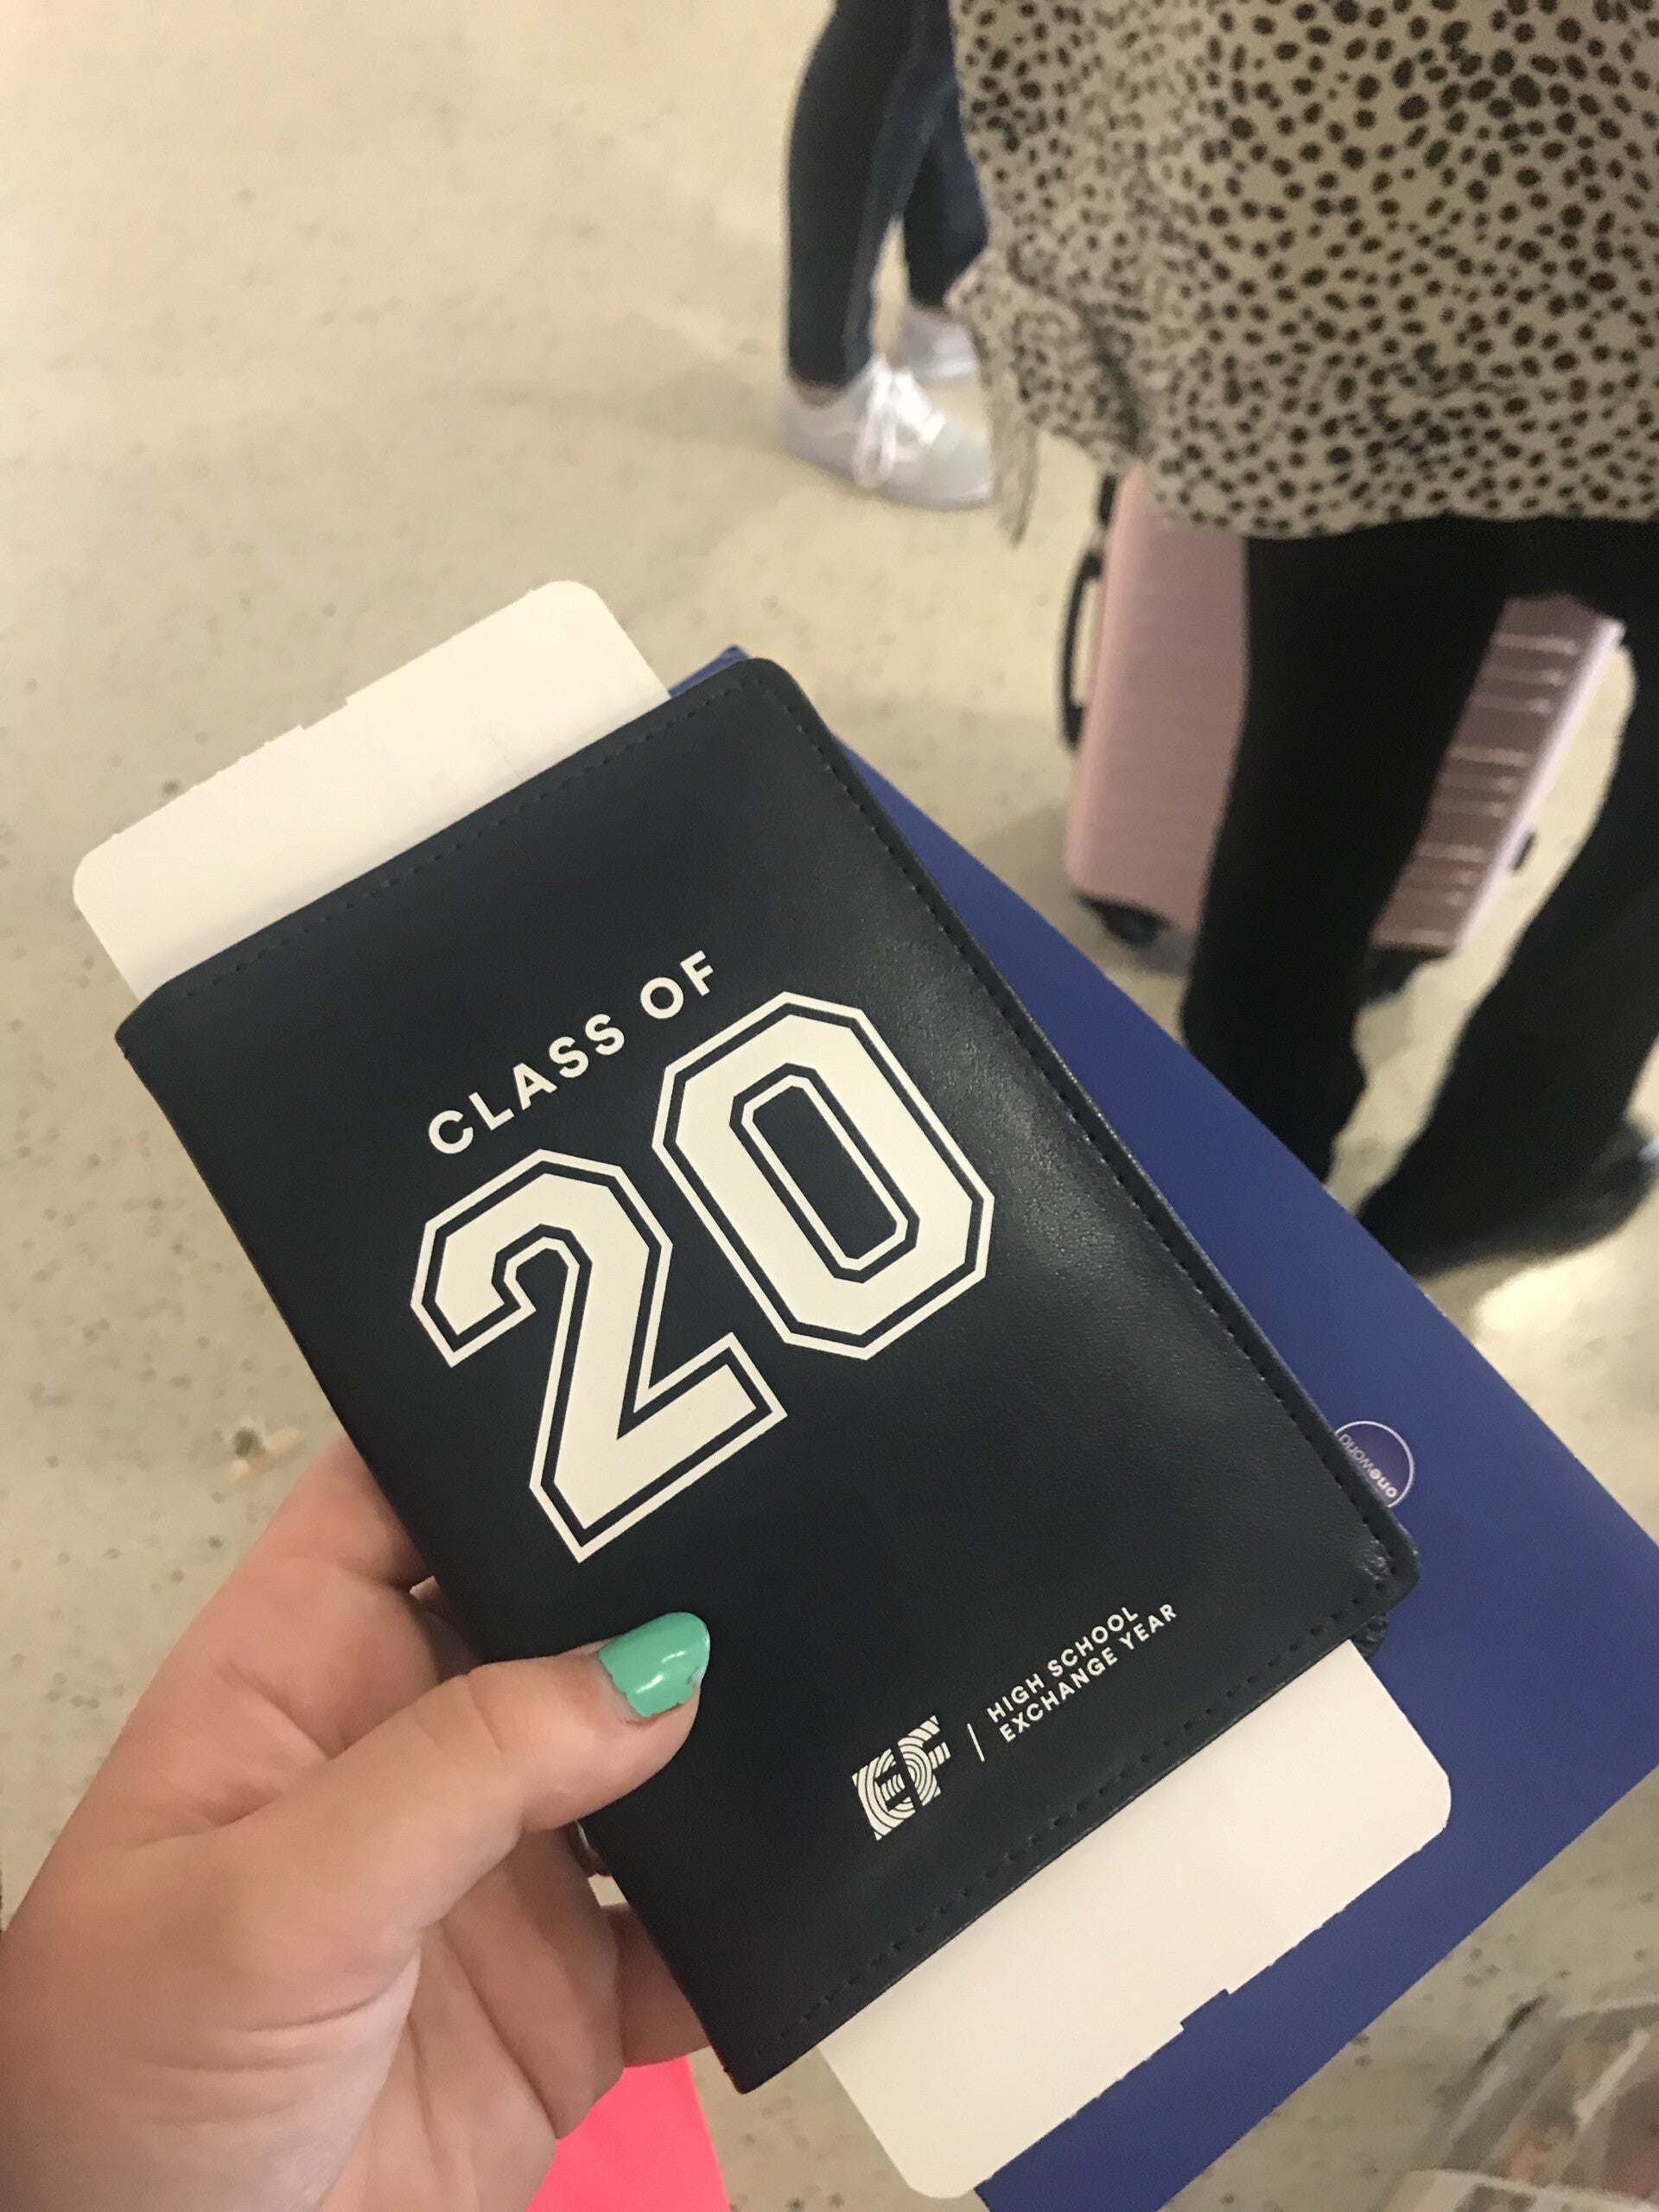 CLASS OF
20
EF | HIGH SCHOOL
EXCHANGE YEAR
oneworld